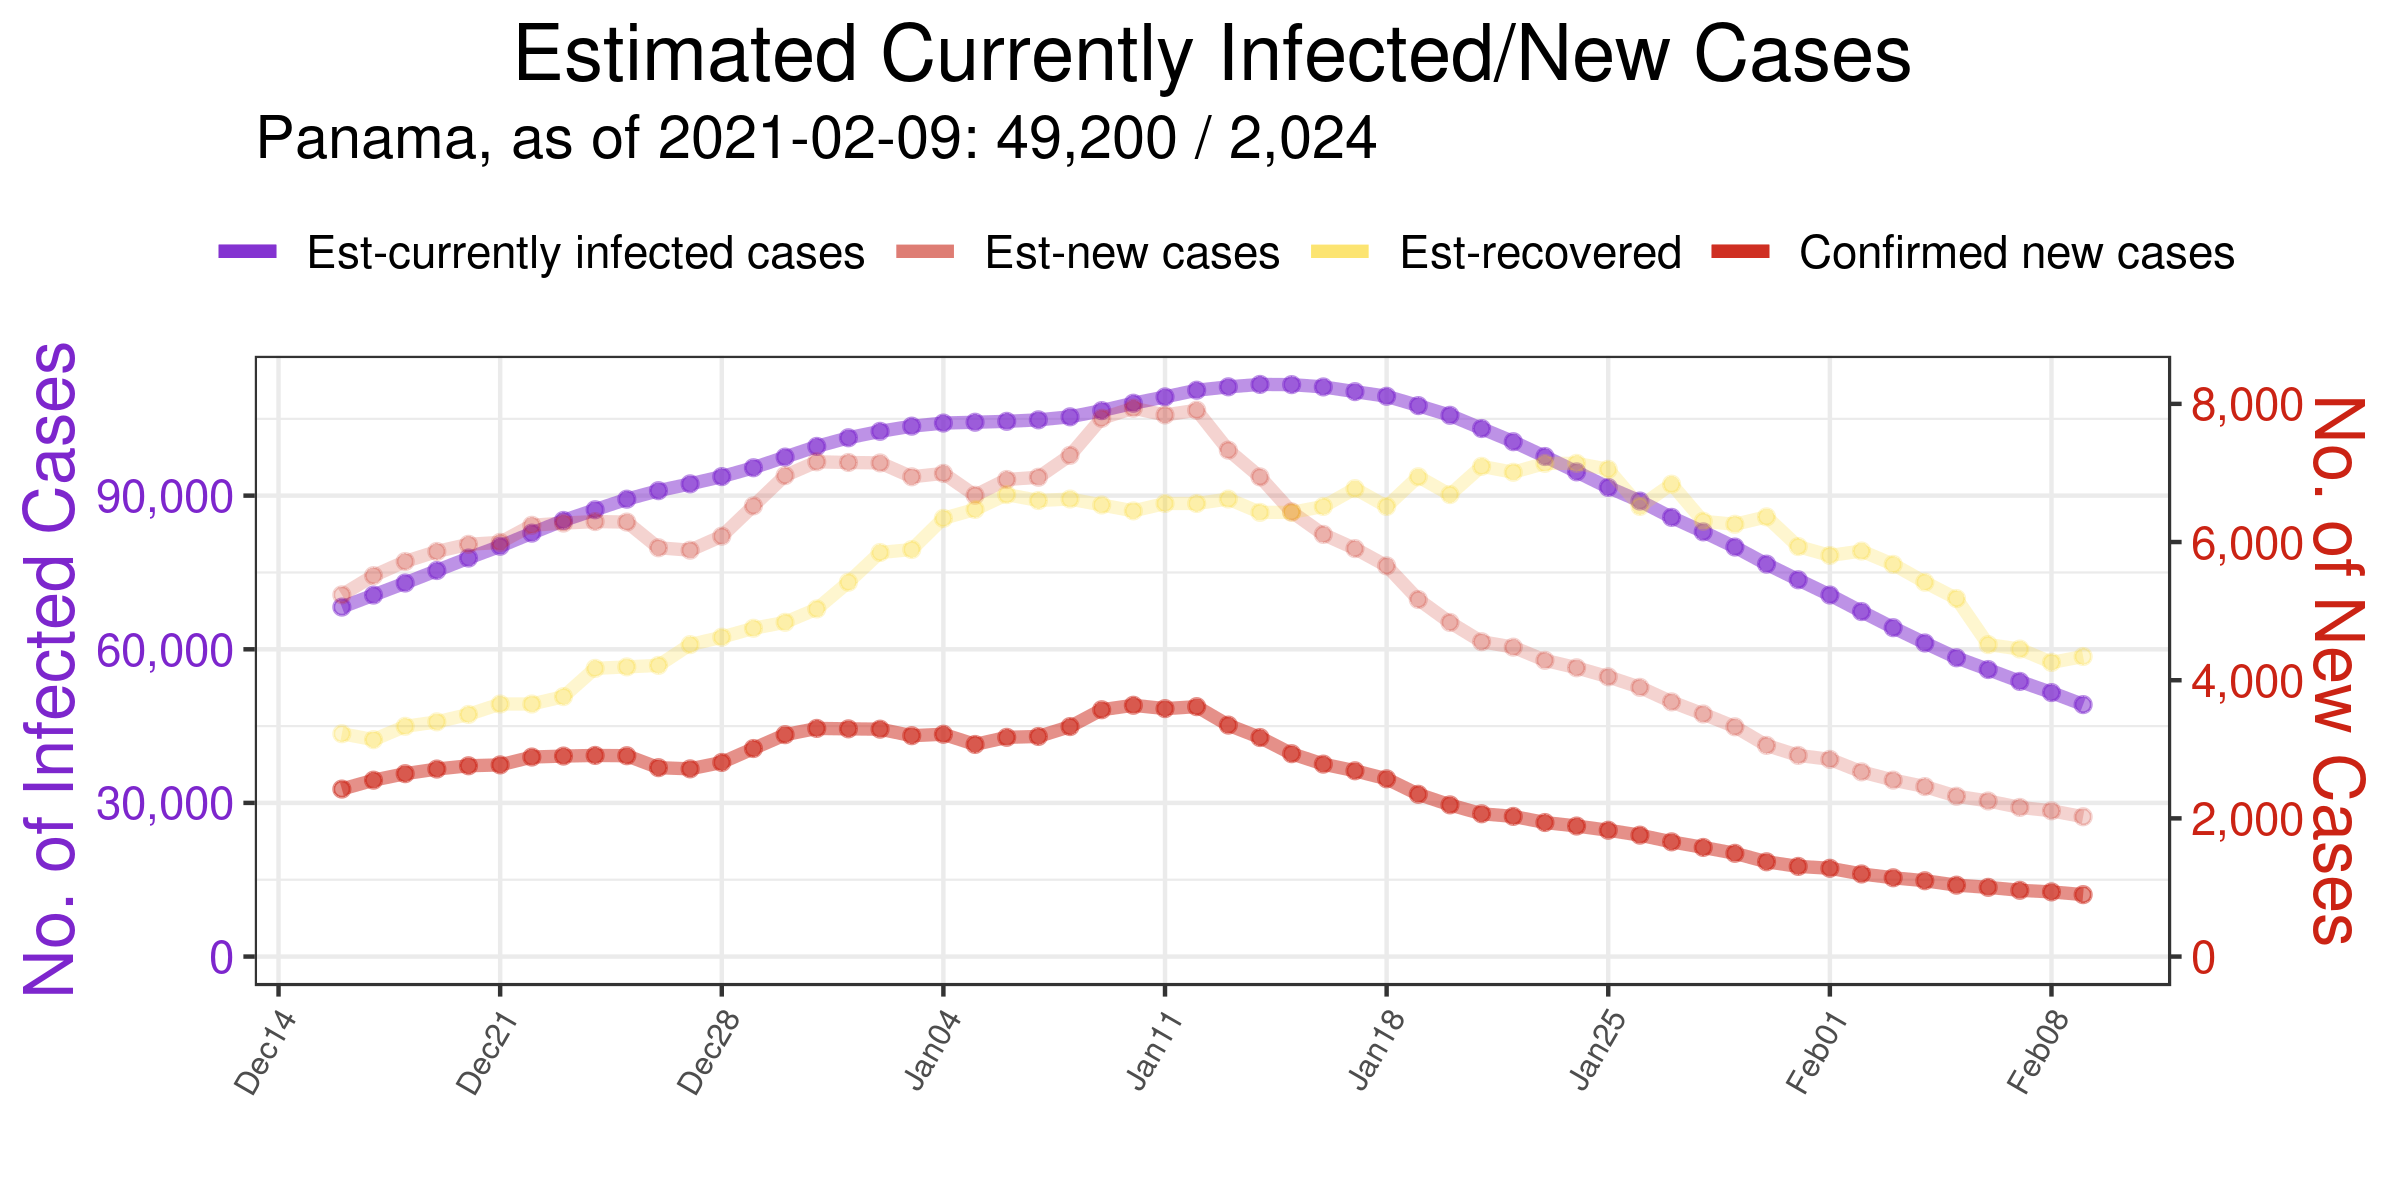 Estimated Currently Infected/New Cases
Panama, as of 2021-02-09: 49,200 / 2,024
Est-currently infected cases Est-new cases Est-recovered Confirmed new cases
No. of Infected Cases
90,000
60,000
30,000
0
8,000
6,000
4,000
2,000
0
No. of New Cases
Dec14 Dec21 Dec28 Jan04 Jan11 Jan18 Jan25 Feb01 Feb08